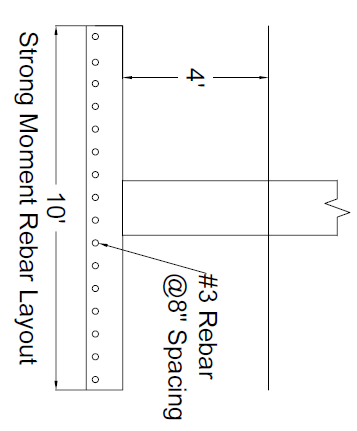 4'
10'
#3 Rebar
@8" Spacing
Strong Moment Rebar Layout